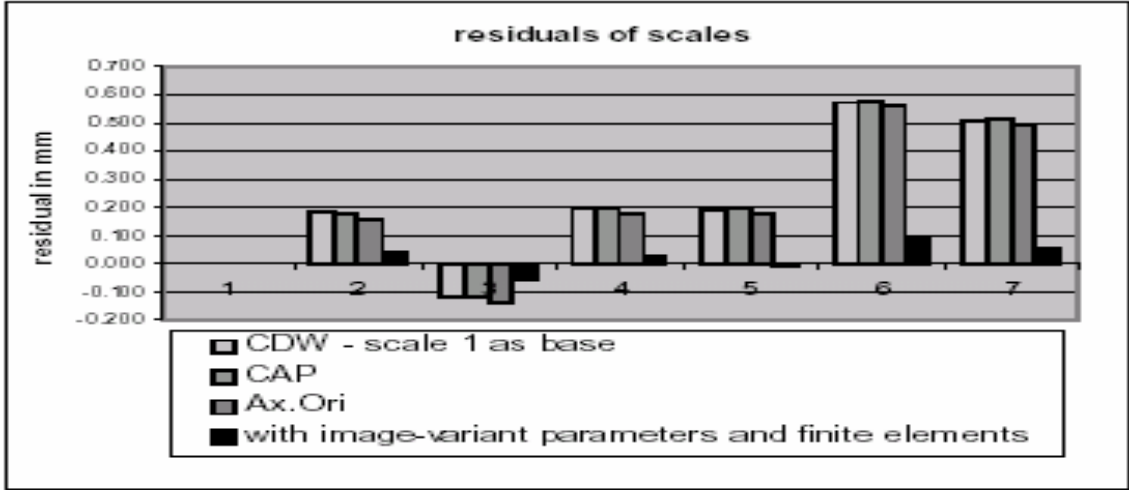 residuals of scales
residual in mm
0.700
0.600
0.500
0.400
0.300
0.200
0.100
0.000
-0.100
-0.200
1 2 3 4 5 6 7
CDW - scale 1 as base
CAP
Ax.Ori
with image-variant parameters and finite elements